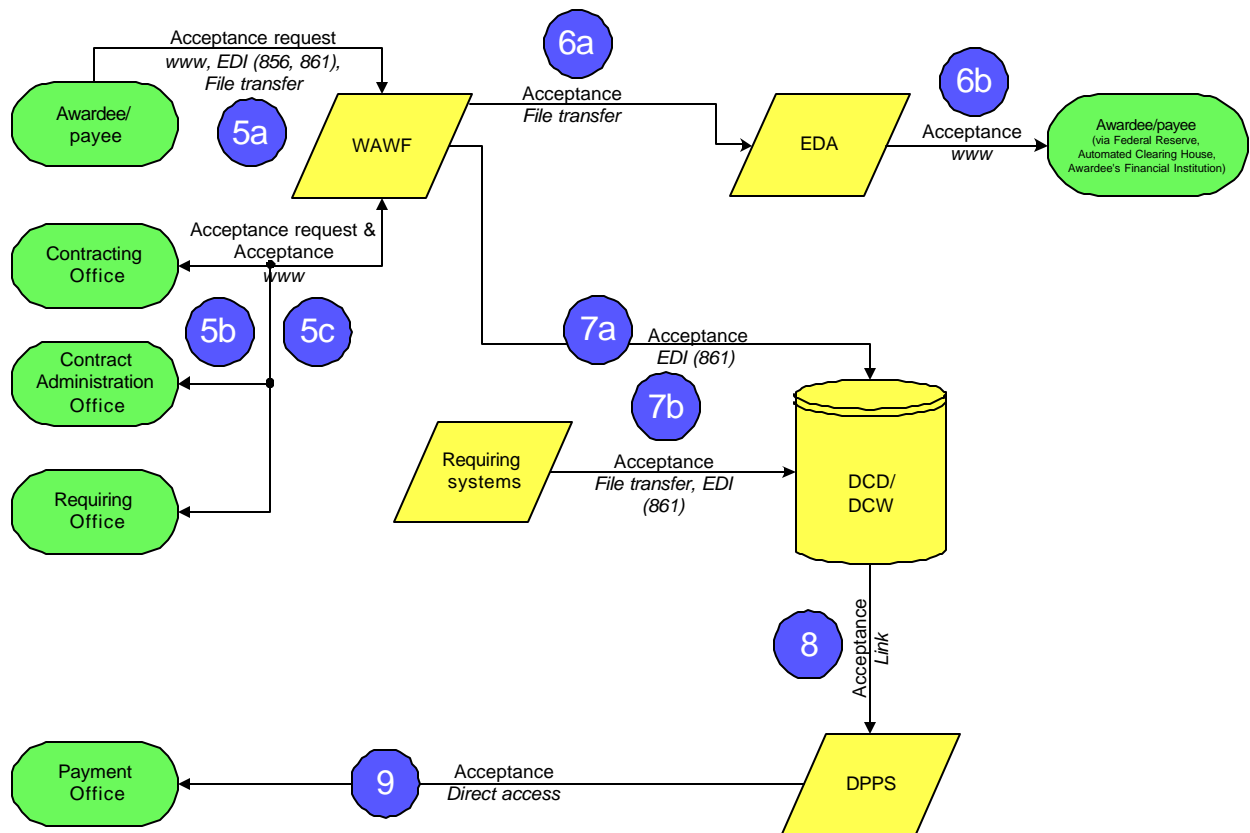 Acceptance request
www, EDI (856, 861),
File transfer
Awardee/
payee
5a
WAWF
6a
Acceptance
File transfer
EDA
6b
Acceptance
www
Awardee/payee
(via Federal Reserve,
Automated Clearing House,
Awardee's Financial Institution)
Acceptance request &
Acceptance
www
Contracting
Office
5b
5c
Contract
Administration
Office
Requiring
Office
7a
Acceptance
EDI (861)
7b
Requiring
systems
Acceptance
File transfer, EDI
(861)
DCD/
DCW
8
Acceptance
Link
Payment
Office
9
Acceptance
Direct access
DPPS